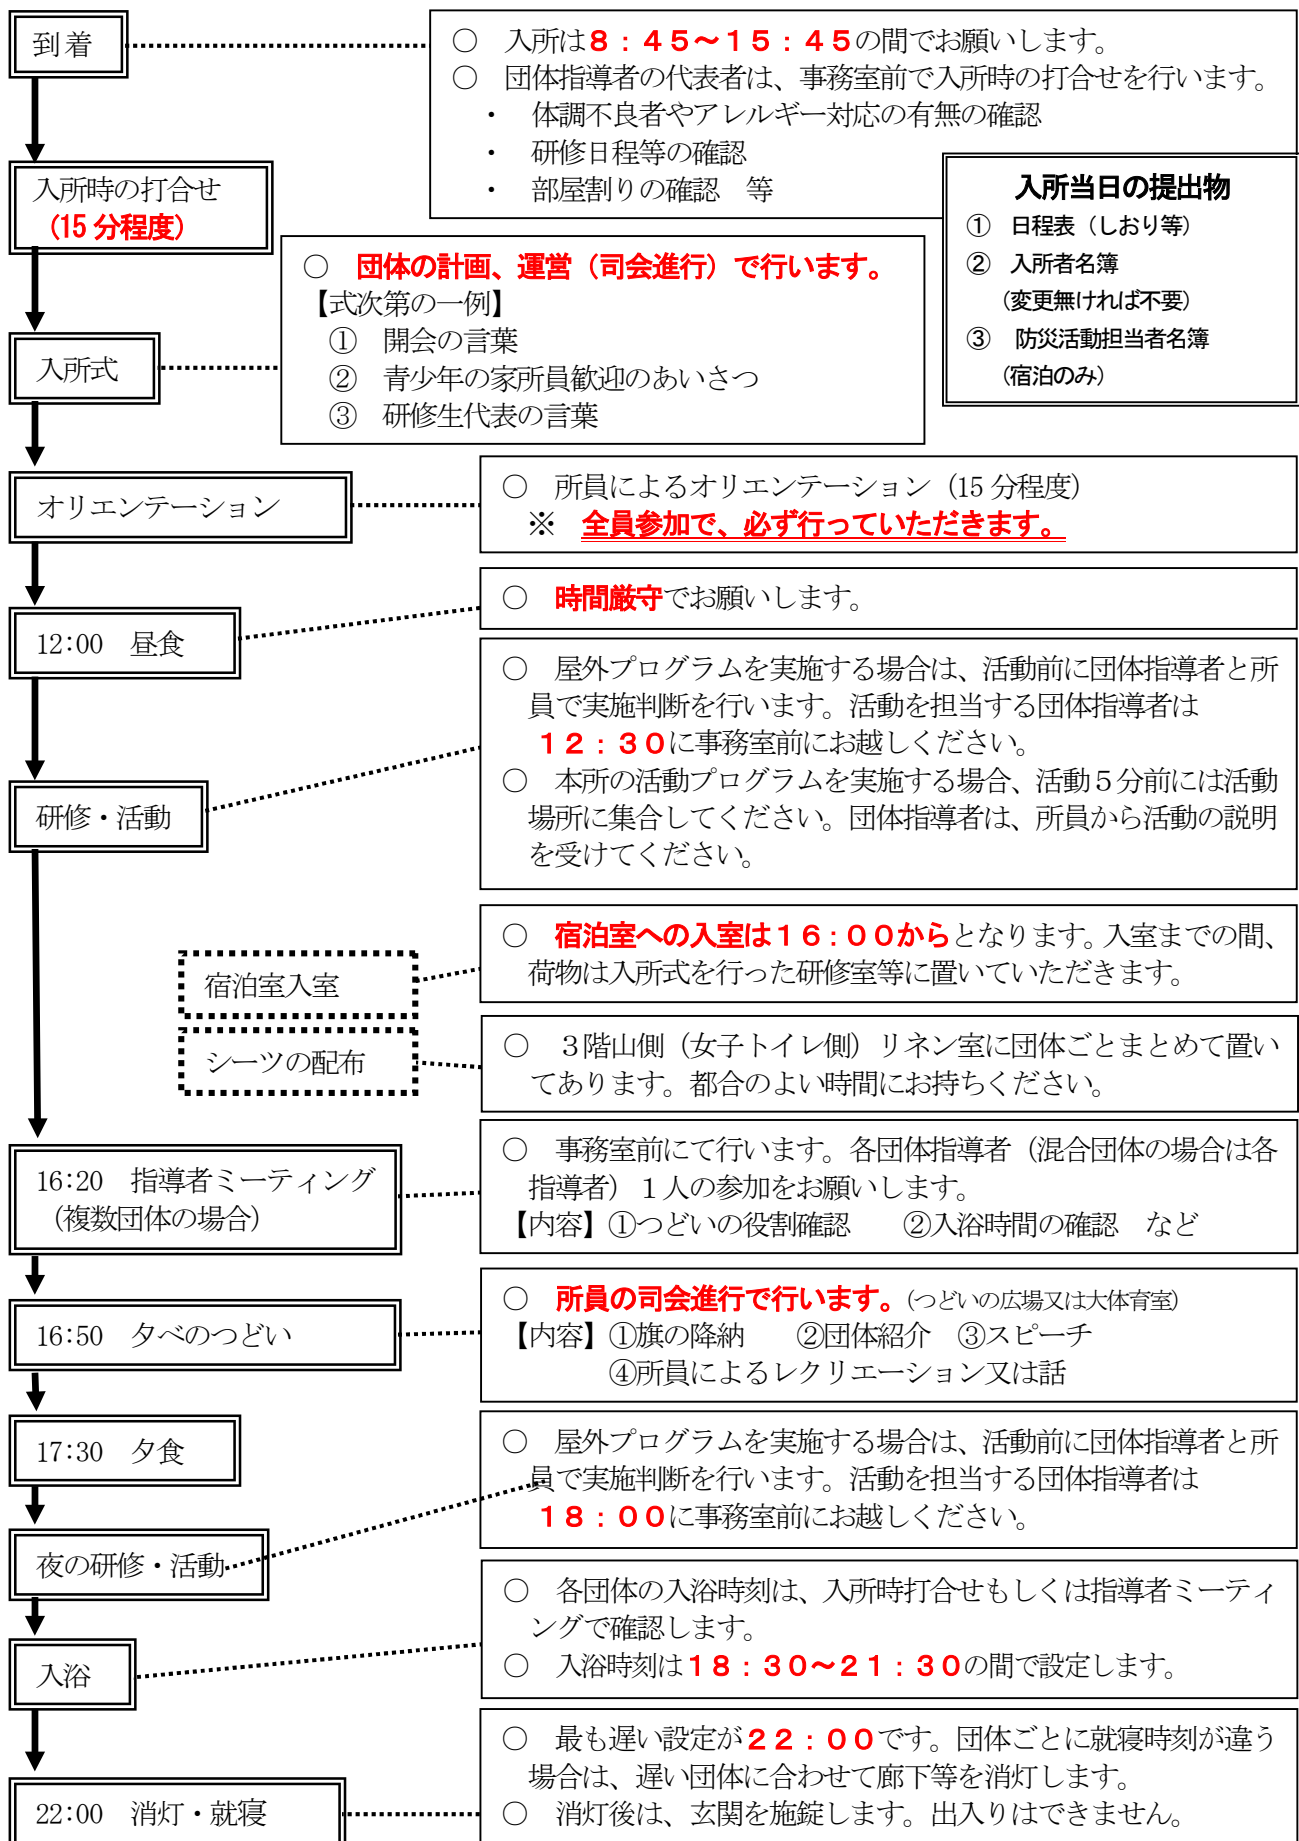 到着
○　入所は８：４５～１５：４５の間でお願いします。
○　団体指導者の代表者は、事務室前で入所時の打合せを行います。
・　体調不良者やアレルギー対応の有無の確認
・　研修日程等の確認
・　部屋割りの確認　等
入所時の打合せ
(15 分程度)
入所当日の提出物
①　日程表（しおり等）
②　入所者名簿
（変更無ければ不要）
③　防災活動担当者名簿
（宿泊のみ）
入所式
○　団体の計画、運営（司会進行）で行います。
【式次第の一例】
①　開会の言葉
②　青少年の家所員歓迎のあいさつ
③　研修生代表の言葉
オリエンテーション
○　所員によるオリエンテーション（15 分程度）
※　全員参加で、必ず行っていただきます。
12:00　昼食
○　時間厳守でお願いします。
研修・活動
○　屋外プログラムを実施する場合は、活動前に団体指導者と所
員で実施判断を行います。活動を担当する団体指導者は
１２：３０に事務室前にお越しください。
○　本所の活動プログラムを実施する場合、活動５分前には活動
場所に集合してください。団体指導者は、所員から活動の説明
を受けてください。
宿泊室入室
○　宿泊室への入室は１６：００からとなります。入室までの間、
荷物は入所式を行った研修室等に置いていただきます。
シーツの配布
○　３階山側（女子トイレ側）リネン室に団体ごとまとめて置い
てあります。都合のよい時間にお持ちください。
16:20　指導者ミーティング
（複数団体の場合）
○　事務室前にて行います。各団体指導者（混合団体の場合は各
指導者）１人の参加をお願いします。
【内容】①つどいの役割確認　　②入浴時間の確認　など
16:50　夕べのつどい
○　所員の司会進行で行います。（つどいの広場又は大体育室）
【内容】①旗の降納　　②団体紹介　③スピーチ
④所員によるレクリエーション又は話
17:30　夕食
夜の研修・活動
○　屋外プログラムを実施する場合は、活動前に団体指導者と所
員で実施判断を行います。活動を担当する団体指導者は
１８：００に事務室前にお越しください。
入浴
○　各団体の入浴時刻は、入所時打合せもしくは指導者ミーティ
ングで確認します。
○　入浴時刻は１８：３０～２１：３０の間で設定します。
22:00　消灯・就寝
○　最も遅い設定が２２：００です。団体ごとに就寝時刻が違う
場合は、遅い団体に合わせて廊下等を消灯します。
○　消灯後は、玄関を施錠します。出入りはできません。